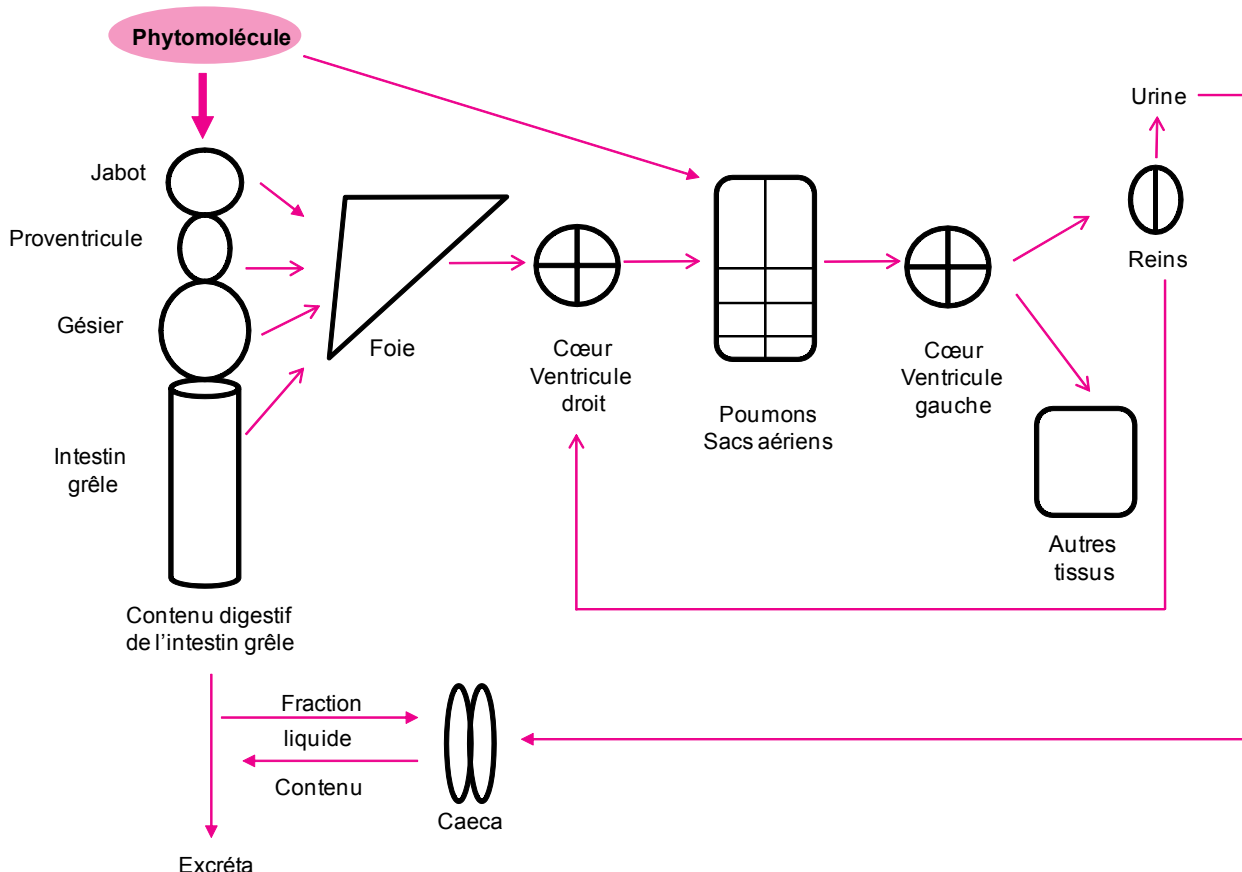 Phytomolécule
Jabot
Proventricule
Gésier
Intestin
grêle
Contenu digestif
de l'intestin grêle
Foie
Cœur
Ventricule
droit
Poumons
Sacs aériens
Cœur
Ventricule
gauche
Urine
Reins
Autres
tissus
Fraction
liquide
Contenu
Caeca
Excréta